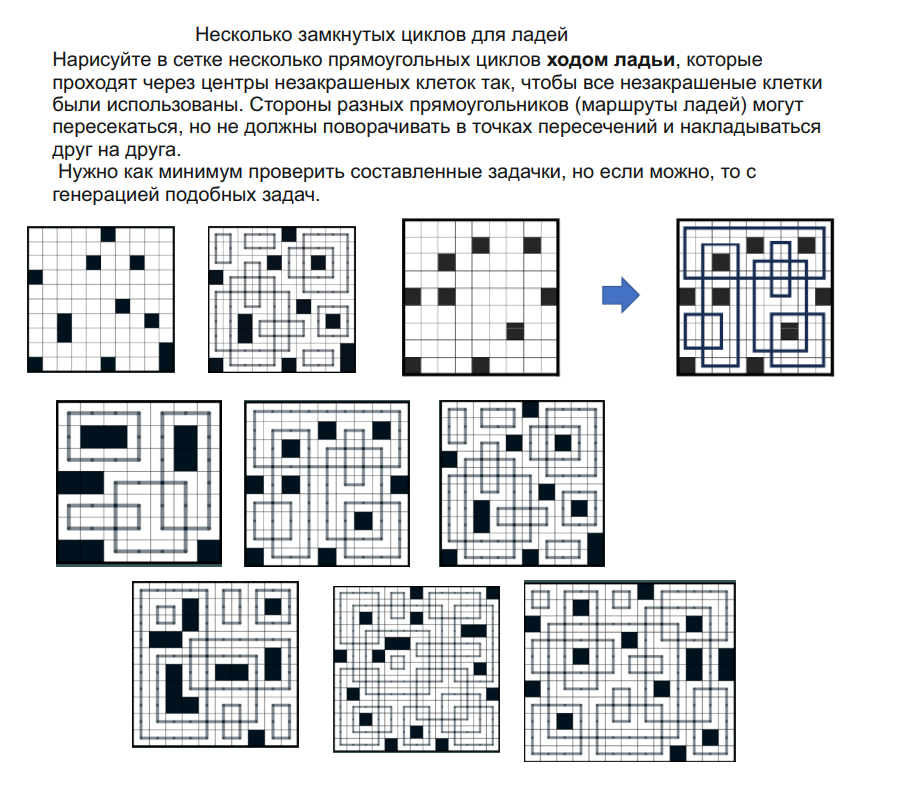 Несколько замкнутых циклов для ладей
Нарисуйте в сетке несколько прямоугольных циклов ходом ладьи, которые
проходят через центры незакрашеных клеток так, чтобы все незакрашеные клетки
были использованы. Стороны разных прямоугольников (маршруты ладей) могут
пересекаться, но не должны поворачивать в точках пересечений и накладываться
друг на друга.
Нужно как минимум проверить составленные задачки, но если можно, то с
генерацией подобных задач.